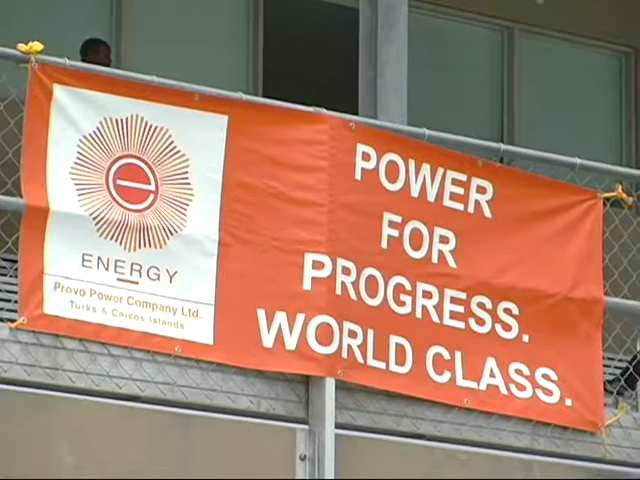 e
ENERGY
Provo Power Company Ltd.
Turks & Caicos Islands
POWER
FOR
PROGRESS.
WORLD CLASS.